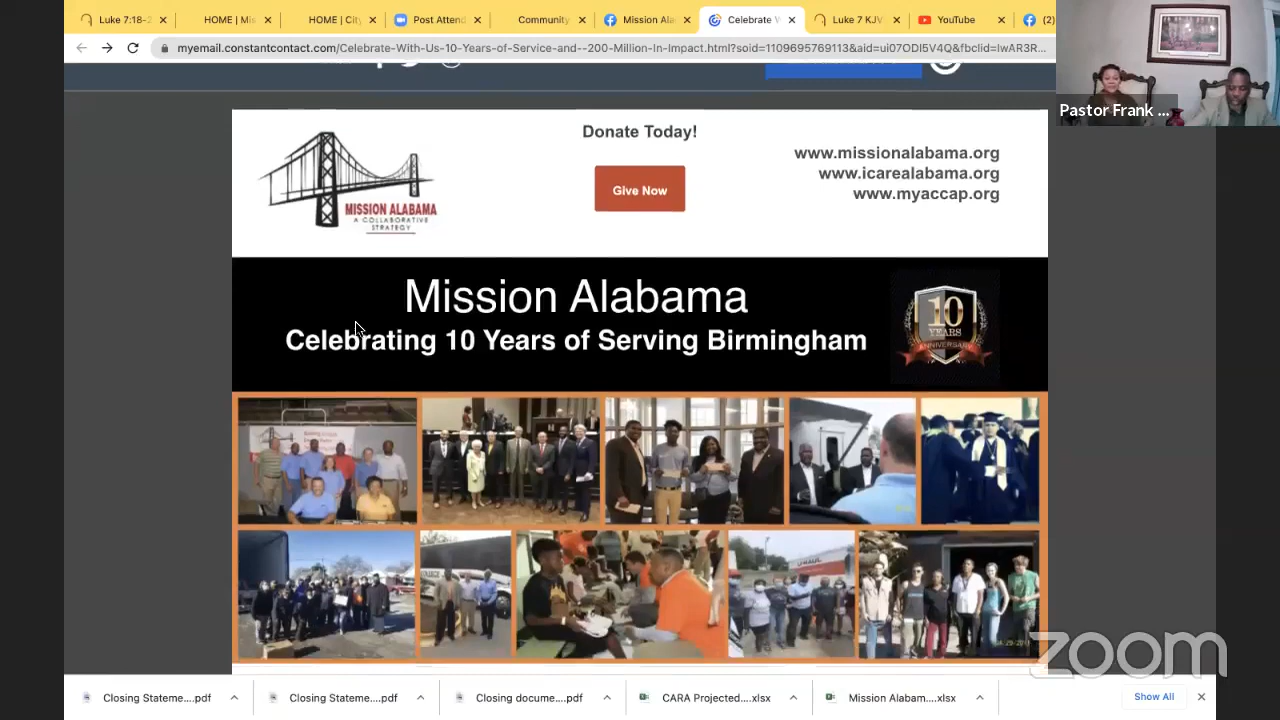 Luke 7:18-2
HOME | Mis
HOME | City
Post Attend
Community
Mission Ala
Celebrate W
Luke 7 KJV
YouTube
(2)
myemail.constantcontact.com/Celebrate-With-Us-10-Years-of-Service-and--200-Million-In-Impact.html?soid=1109695769113&aid=ui07ODI5V4Q&fbclid=IwAR3R...
Pastor Frank ...
MISSION ALABAMA
A COLLABORATIVE
STRATEGY
Donate Today!
Give Now
www.missionalabama.org
www.icarealabama.org
www.myaccap.org
Mission Alabama
Celebrating 10 Years of Serving Birmingham
10
YEARS
ANNIVERSARY
zoom
Closing Stateme....pdf
Closing Stateme....pdf
Closing docume....pdf
CARA Projected....xlsx
Mission Alabam....xlsx
Show All